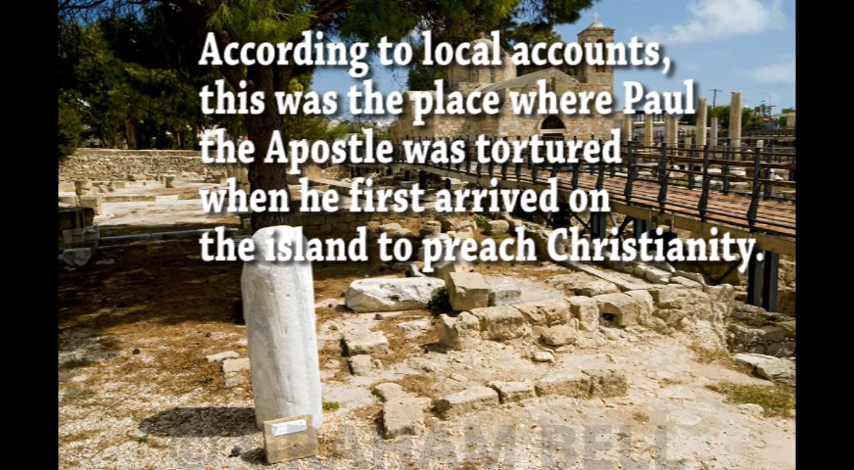 According to local accounts,
this was the place where Paul
the Apostle was tortured
when he first arrived on
the island to preach Christianity.
BELL